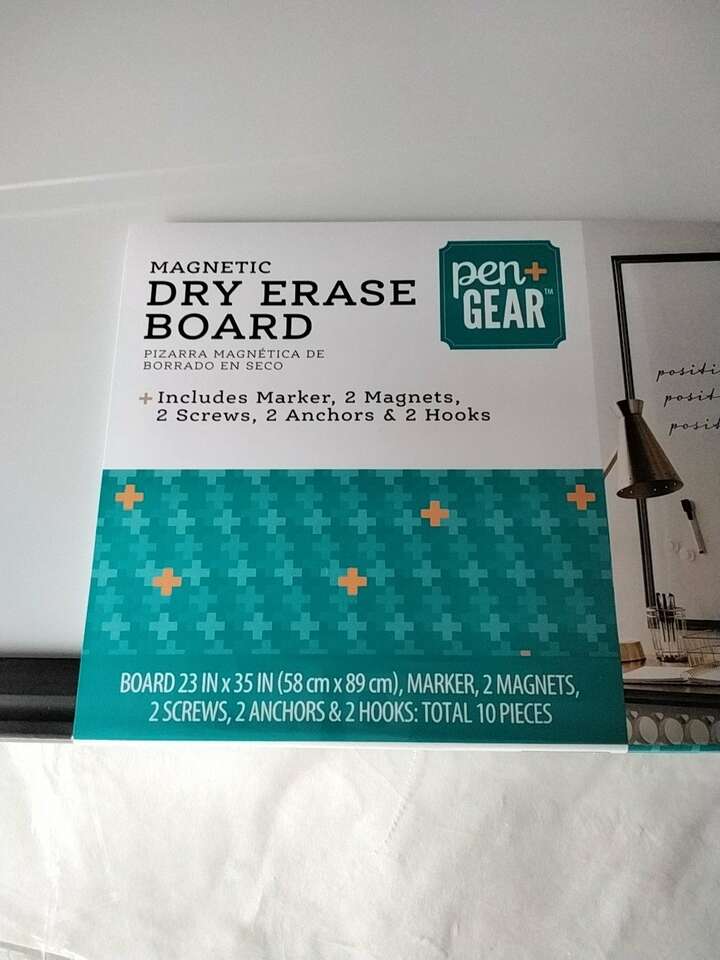 MAGNETIC
DRY ERASE
BOARD
PIZARRA MAGNÉTICA DE
BORRADO EN SECO
+ Includes Marker, 2 Magnets,
2 Screws, 2 Anchors & 2 Hooks
pen+
GEAR™
positi
posit
posi
BOARD 23 IN x 35 IN (58 cm x 89 cm), MARKER, 2 MAGNETS,
2 SCREWS, 2 ANCHORS & 2 HOOKS: TOTAL 10 PIECES